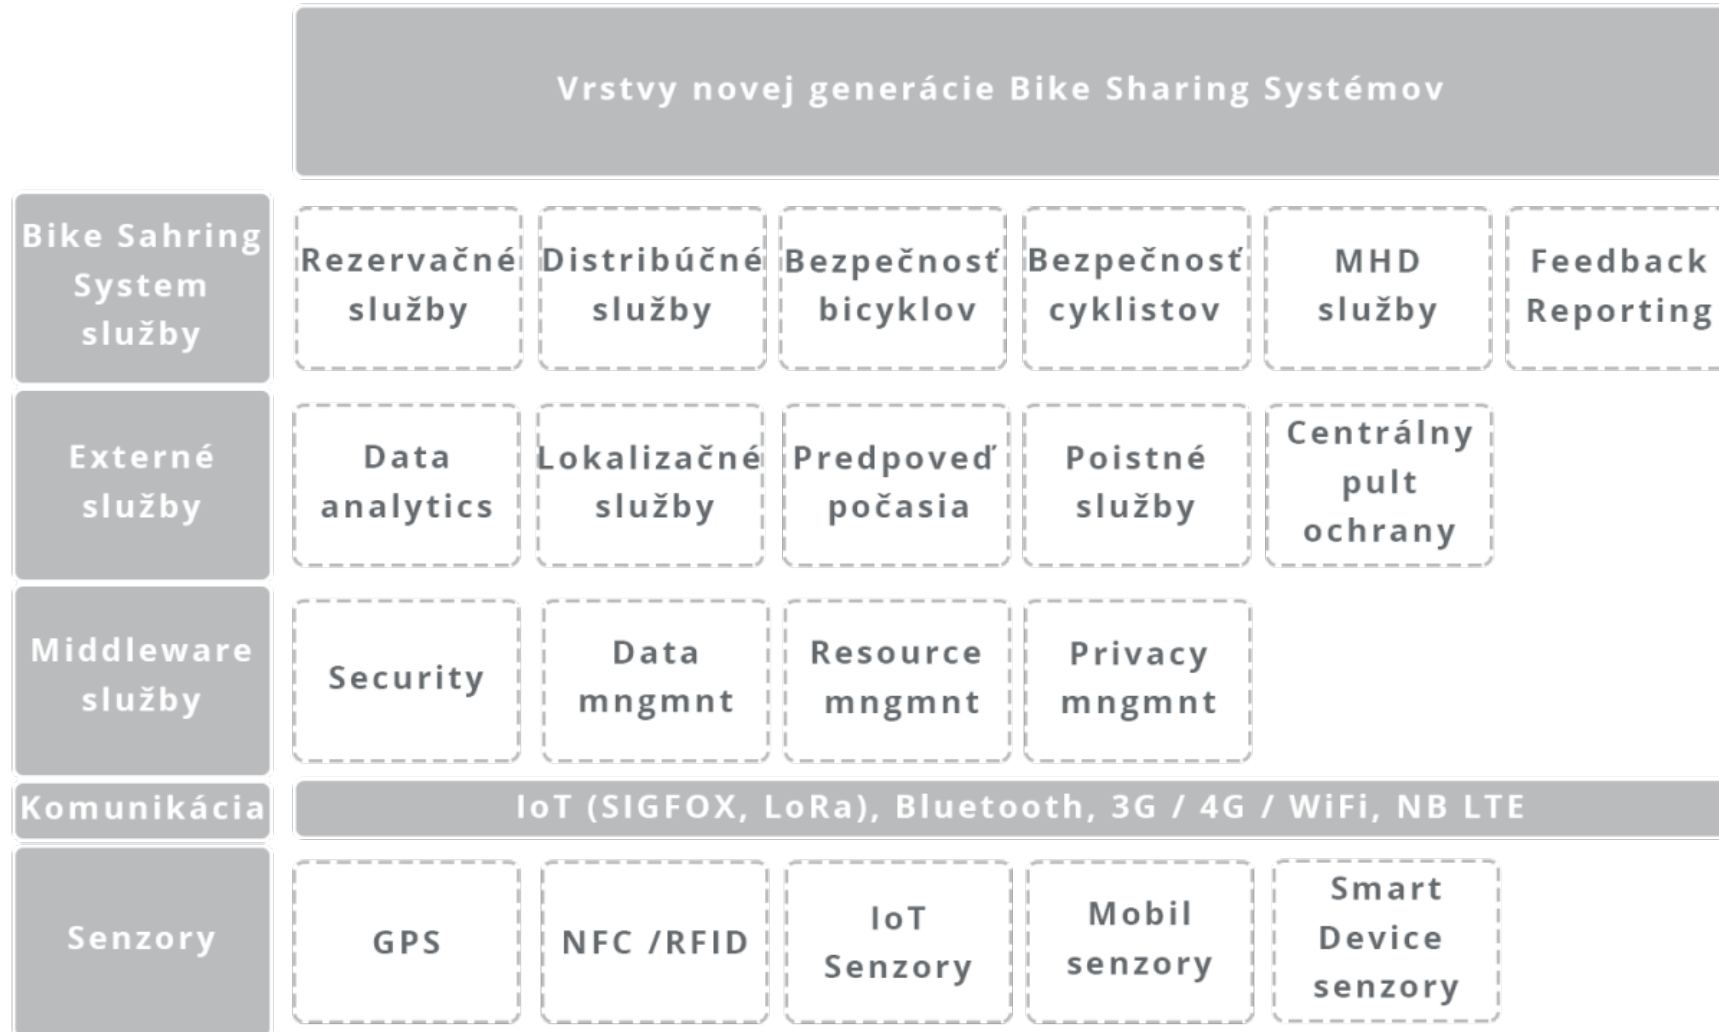 Vrstvy novej generácie Bike Sharing Systémov
Bike Sahring
System
služby
Rezervačné
služby
Distribúčné
služby
Bezpečnosť
bicyklov
Bezpečnosť
cyklistov
MHD
služby
Feedback
Reporting
Externé
služby
Data
analytics
Lokalizačné
služby
Predpoveď
počasia
Poistné
služby
Centrálny
pult
ochrany
Middleware
služby
Security
Data
mngmnt
Resource
mngmnt
Privacy
mngmnt
Komunikácia
IoT (SIGFOX, LoRa), Bluetooth, 3G / 4G / WiFi, NB LTE
Senzory
GPS
NFC /RFID
IoT
Senzory
Mobil
senzory
Smart
Device
senzory